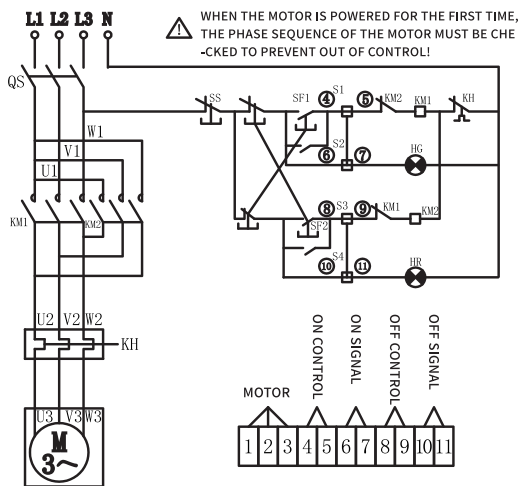 L1 L2 L3 N
WHEN THE MOTOR IS POWERED FOR THE FIRST TIME,
THE PHASE SEQUENCE OF THE MOTOR MUST BE CHE
-CKED TO PREVENT OUT OF CONTROL!
QS
SS
SF1
④
S1
⑤
KM2
KM1
KH
W1
V1
U1
S2
⑥
⑦
HG
KM1
KM2
⑧
S3
⑨
KM1
KM2
SF2
S4
⑩
⑪
HR
U2 V2 W2
KH
U3 V3 W3
M
3~
MOTOR
ON CONTROL
ON SIGNAL
OFF CONTROL
OFF SIGNAL
1 2 3 4 5 6 7 8 9 10 11